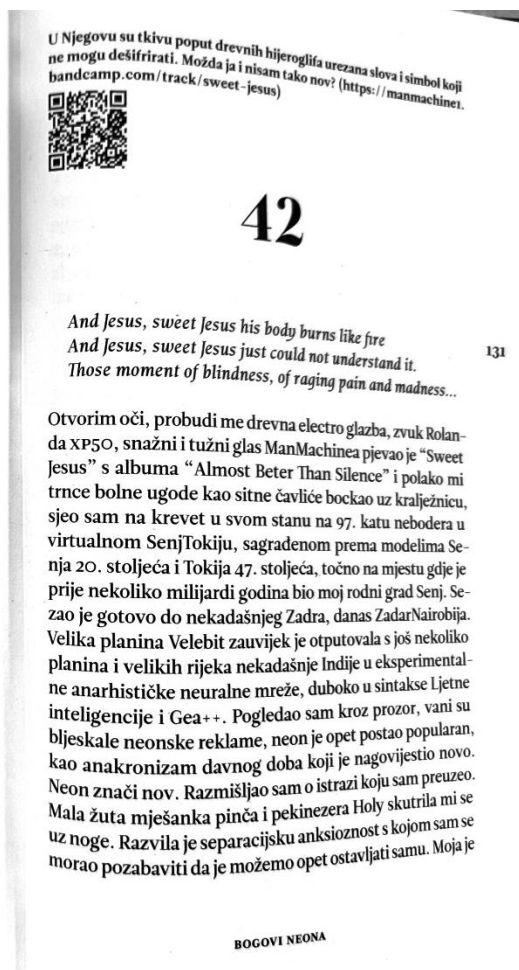 U Njegovu su tkivu poput drevnih hijeroglifa urezana slova i simbol koji
ne mogu dešifrirati. Možda ja i nisam tako nov? (https://manmachine1.
bandcamp.com/track/sweet-jesus)
42
And Jesus, sweet Jesus his body burns like fire
And Jesus, sweet Jesus just could not understand it.
Those moment of blindness, of raging pain and madness...
131
Otvorim oči, probudi me drevna electro glazba, zvuk Rolan-
da XP50, snažni i tužni glas ManMachinea pjevao je “Sweet
Jesus” s albuma “Almost Beter Than Silence” i polako mi
trnce bolne ugode kao sitne čavliće bockao uz kralježnicu,
sjeo sam na krevet u svom stanu na 97. katu nebodera u
virtualnom SenjTokiju, sagrađenom prema modelima Se-
nja 20. stoljeća i Tokija 47. stoljeća, točno na mjestu gdje je
prije nekoliko milijardi godina bio moj rodni grad Senj. Se-
zao je gotovo do nekadašnjeg Zadra, danas ZadarNairobija.
Velika planina Velebit zauvijek je otputovala s još nekoliko
planina i velikih rijeka nekadašnje Indije u eksperimental-
ne anarhističke neuralne mreže, duboko u sintakse Ljetne
inteligencije i Gea++. Pogledao sam kroz prozor, vani su
bljeskale neonske reklame, neon je opet postao popularan,
kao anakronizam davnog doba koji je nagovijestio novo.
Neon znači nov. Razmišljao sam o istrazi koju sam preuzeo.
Mala žuta mješanka pinča i pekinezera Holy skutrila mi se
uz noge. Razvila je separacijsku anksioznost s kojom sam se
morao pozabaviti da je možemo opet ostavljati samu. Moja je
BOGOVI NEONA